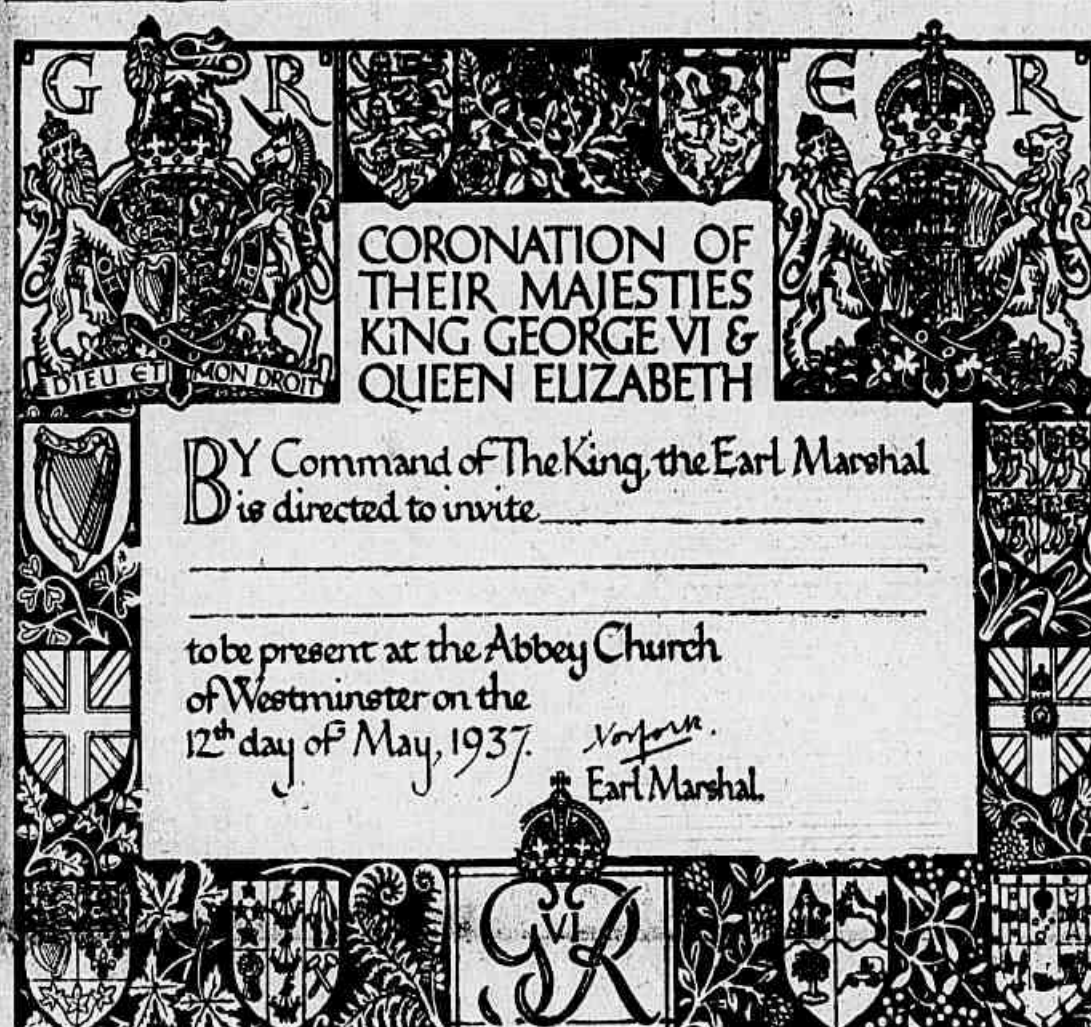 G R
E R
CORONATION OF
THEIR MAJESTIES
KING GEORGE VI &
QUEEN ELIZABETH
DIEU ET MON DROIT
BY Command of The King, the Earl Marshal
is directed to invite
to be present at the Abbey Church
of Westminster on the
12th day of May, 1937.
Norfolk.
Earl Marshal.
G VI R